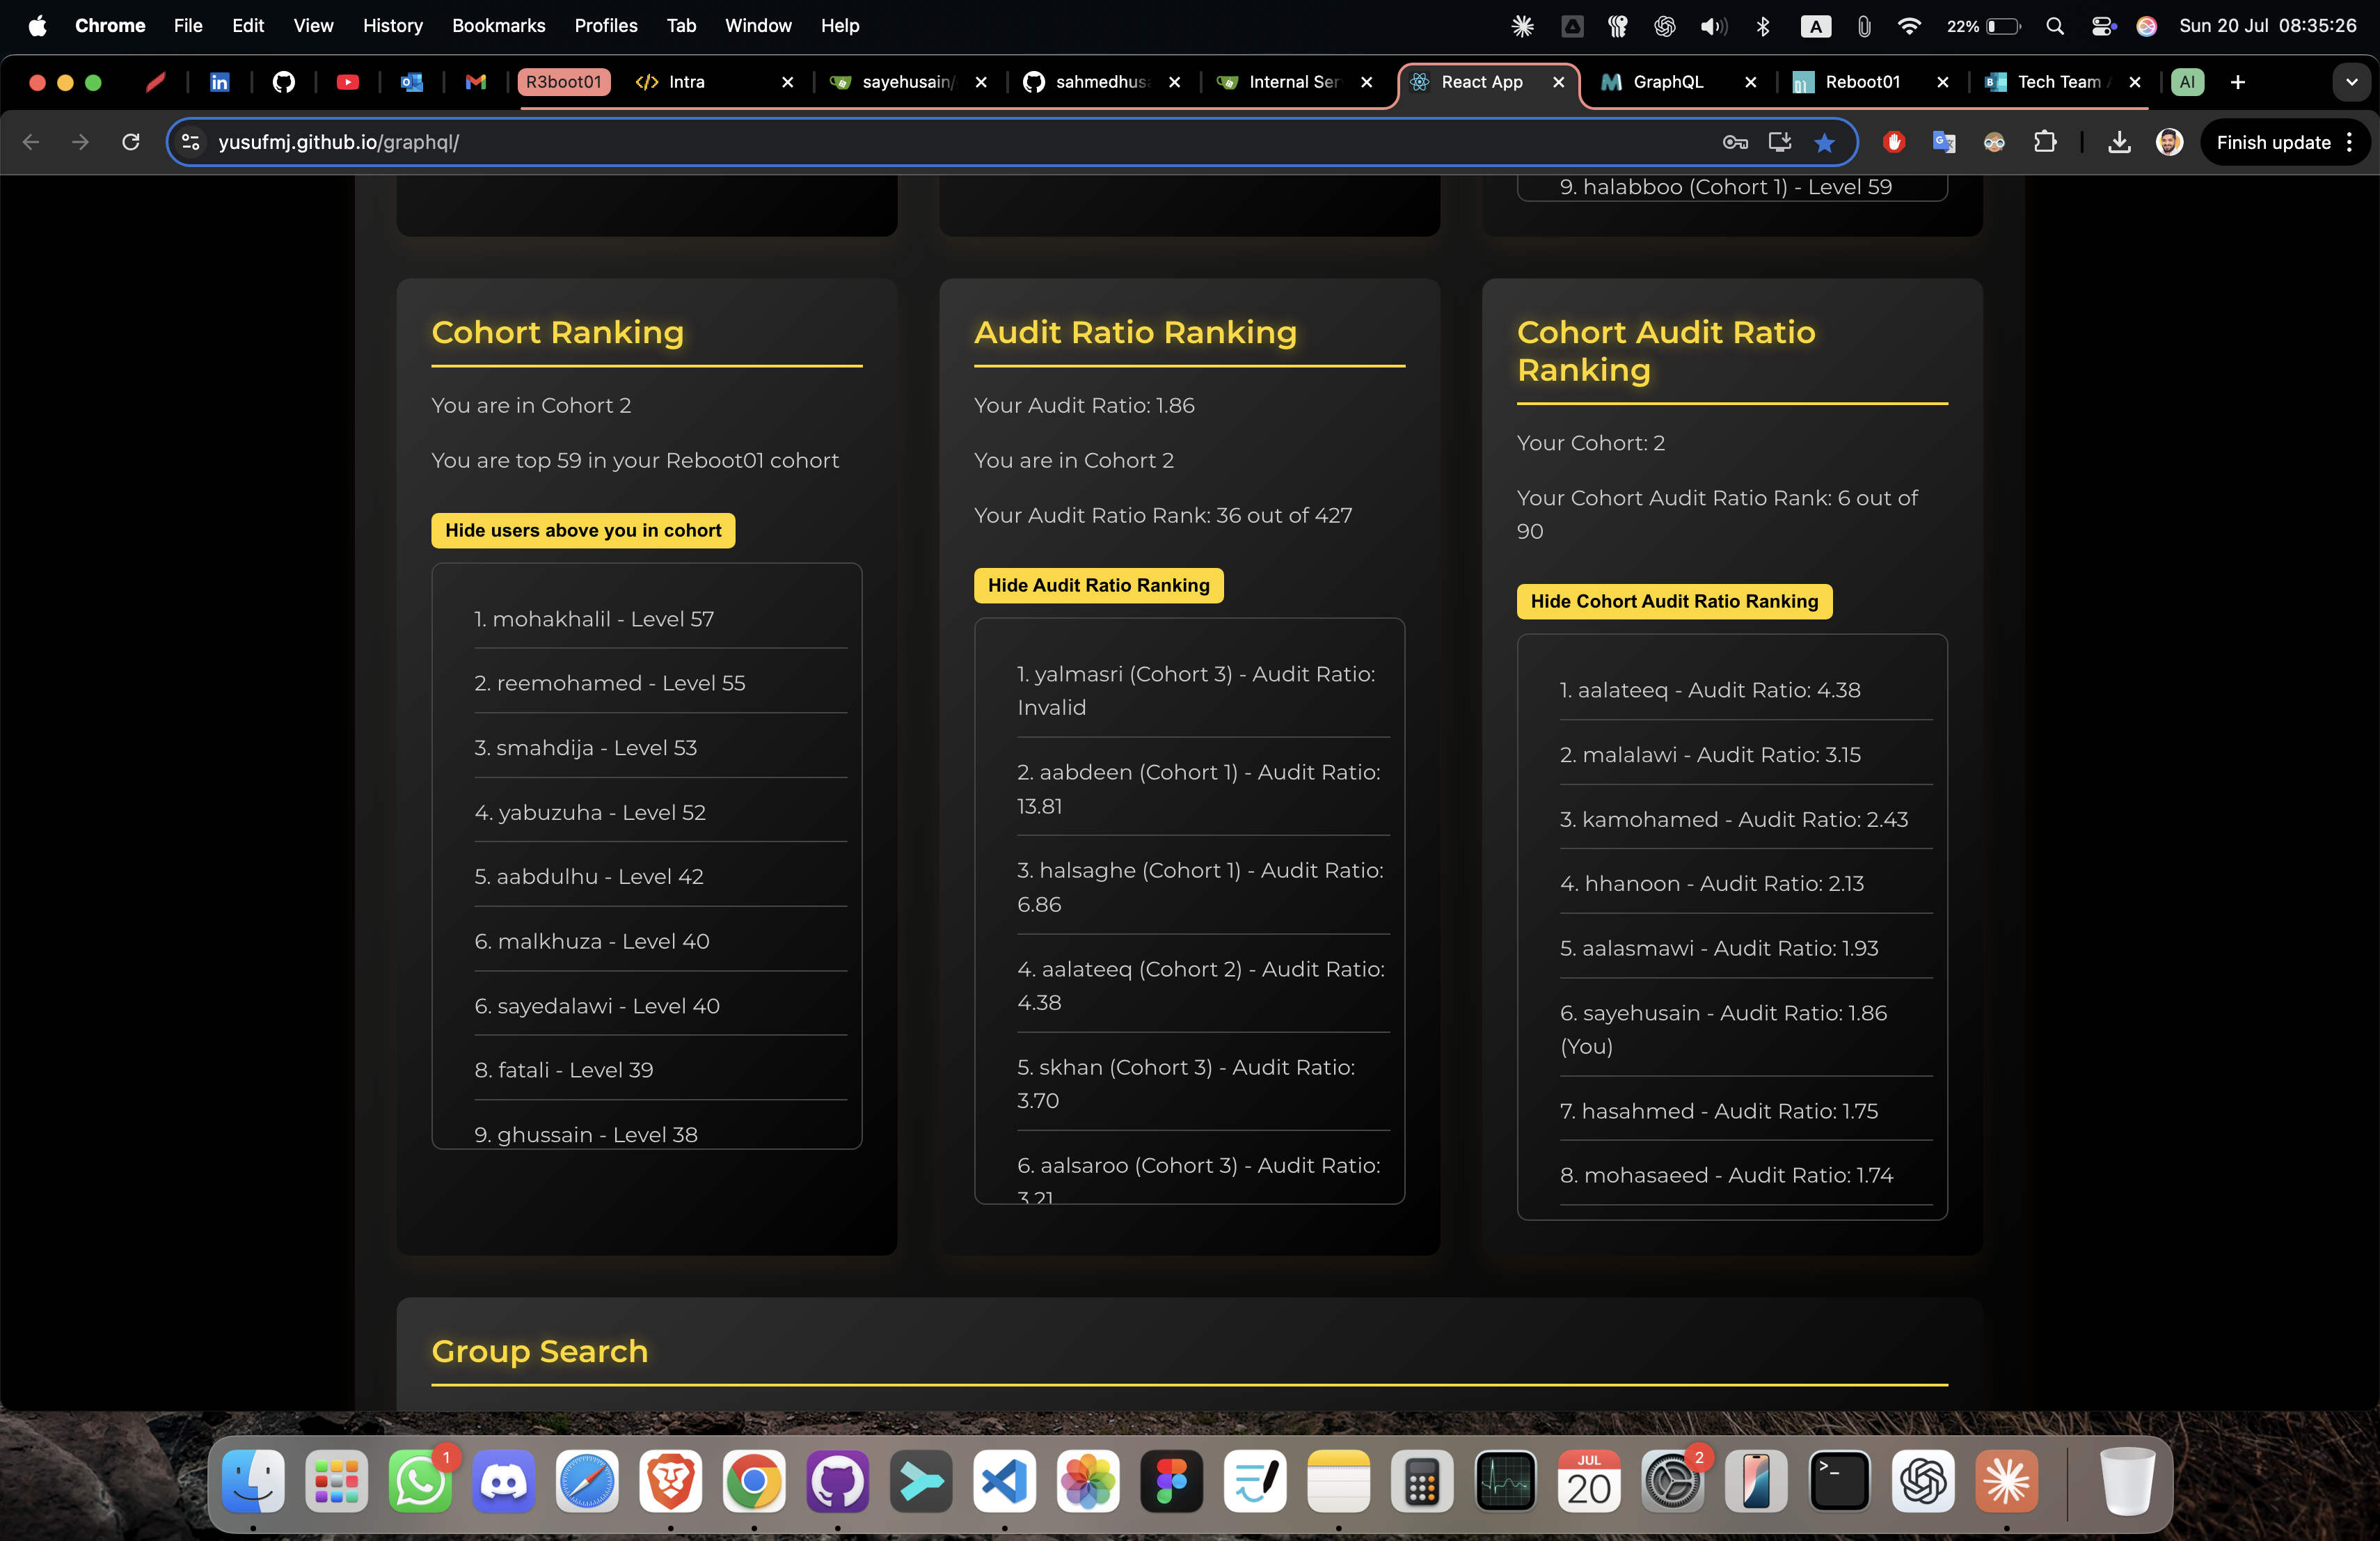 Chrome File Edit View History Bookmarks Profiles Tab Window Help
A 22% Sun 20 Jul 08:35:26
R3boot01 Intra sayehusain/ sahmedhusa Internal Ser React App GraphQL Reboot01 Tech Team AI
yusufmj.github.io/graphql/
Finish update
9. halabboo (Cohort 1) - Level 59
Cohort Ranking
You are in Cohort 2
You are top 59 in your Reboot01 cohort
Hide users above you in cohort
1. mohakhalil - Level 57
2. reemohamed - Level 55
3. smahdija - Level 53
4. yabuzuha - Level 52
5. aabdulhu - Level 42
6. malkhuza - Level 40
6. sayedalawi - Level 40
8. fatali - Level 39
9. ghussain - Level 38
Audit Ratio Ranking
Your Audit Ratio: 1.86
You are in Cohort 2
Your Audit Ratio Rank: 36 out of 427
Hide Audit Ratio Ranking
1. yalmasri (Cohort 3) - Audit Ratio:
Invalid
2. aabdeen (Cohort 1) - Audit Ratio:
13.81
3. halsaghe (Cohort 1) - Audit Ratio:
6.86
4. aalateeq (Cohort 2) - Audit Ratio:
4.38
5. skhan (Cohort 3) - Audit Ratio:
3.70
6. aalsaroo (Cohort 3) - Audit Ratio:
3.21
Cohort Audit Ratio
Ranking
Your Cohort: 2
Your Cohort Audit Ratio Rank: 6 out of
90
Hide Cohort Audit Ratio Ranking
1. aalateeq - Audit Ratio: 4.38
2. malalawi - Audit Ratio: 3.15
3. kamohamed - Audit Ratio: 2.43
4. hhanoon - Audit Ratio: 2.13
5. aalasmawi - Audit Ratio: 1.93
6. sayehusain - Audit Ratio: 1.86
(You)
7. hasahmed - Audit Ratio: 1.75
8. mohasaeed - Audit Ratio: 1.74
Group Search
1
JUL
20
2